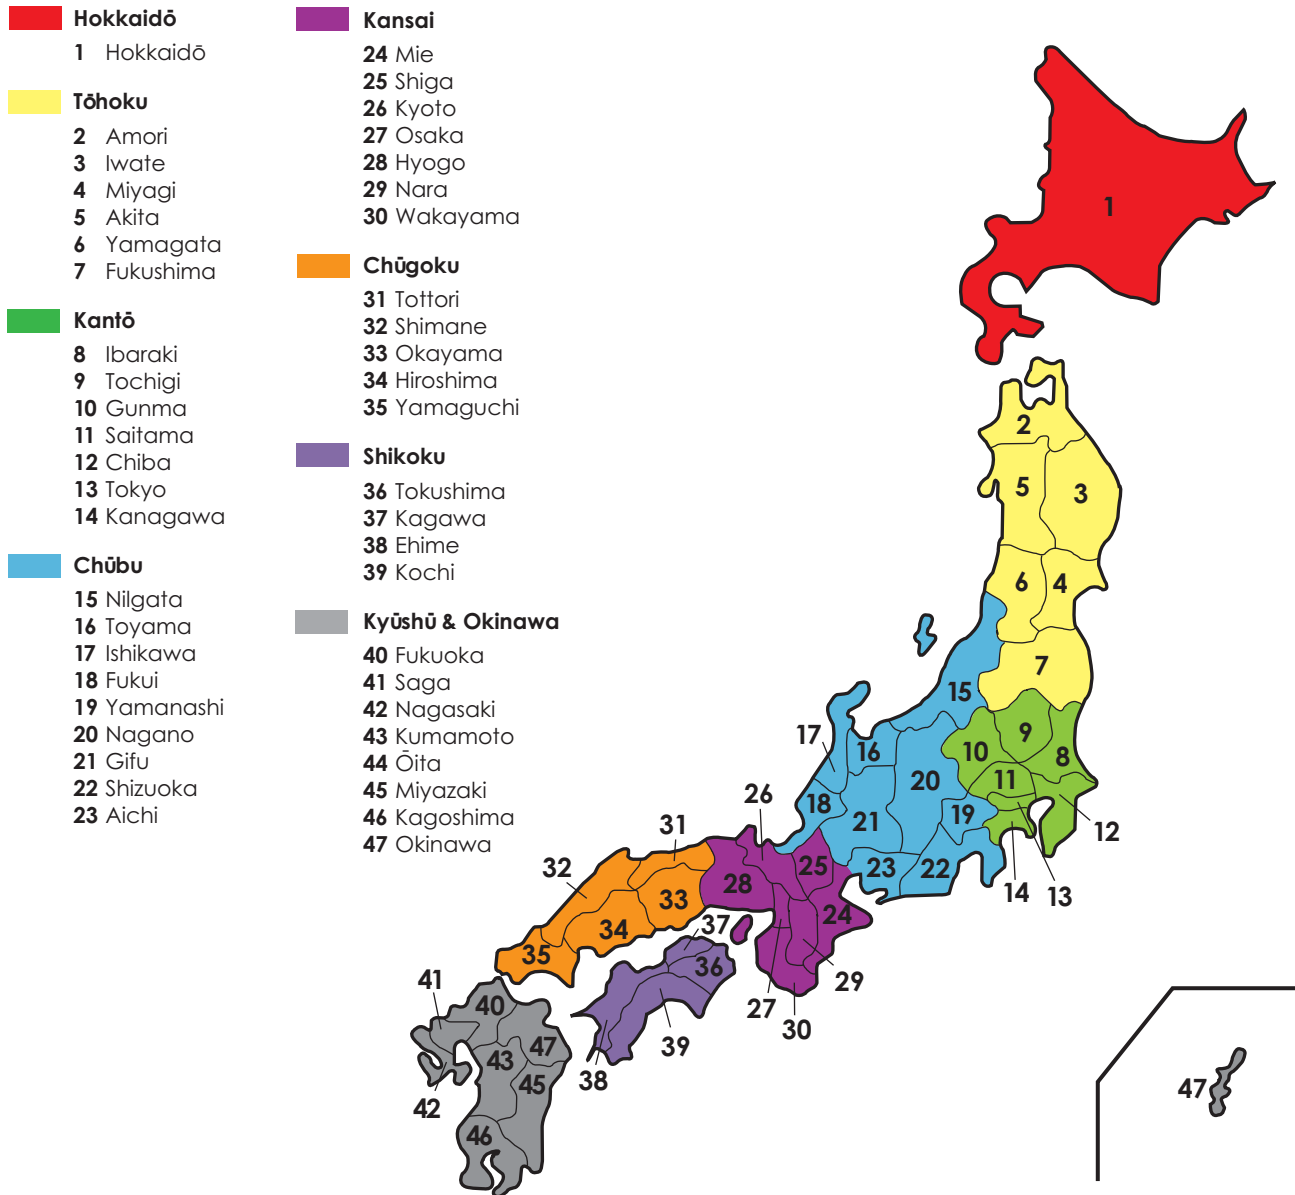 Hokkaidō
1 Hokkaidō
Tōhoku
2 Amori
3 Iwate
4 Miyagi
5 Akita
6 Yamagata
7 Fukushima
Kantō
8 Ibaraki
9 Tochigi
10 Gunma
11 Saitama
12 Chiba
13 Tokyo
14 Kanagawa
Chūbu
15 Nilgata
16 Toyama
17 Ishikawa
18 Fukui
19 Yamanashi
20 Nagano
21 Gifu
22 Shizuoka
23 Aichi
Kansai
24 Mie
25 Shiga
26 Kyoto
27 Osaka
28 Hyogo
29 Nara
30 Wakayama
Chūgoku
31 Tottori
32 Shimane
33 Okayama
34 Hiroshima
35 Yamaguchi
Shikoku
36 Tokushima
37 Kagawa
38 Ehime
39 Kochi
Kyūshū & Okinawa
40 Fukuoka
41 Saga
42 Nagasaki
43 Kumamoto
44 Ōita
45 Miyazaki
46 Kagoshima
47 Okinawa
1
2
5
3
6
4
7
15
17
16
10
9
8
20
11
26
18
21
19
12
31
32
28
25
23
22
14
13
33
24
34
37
35
36
29
41
40
27
30
39
43
47
45
38
42
46
47